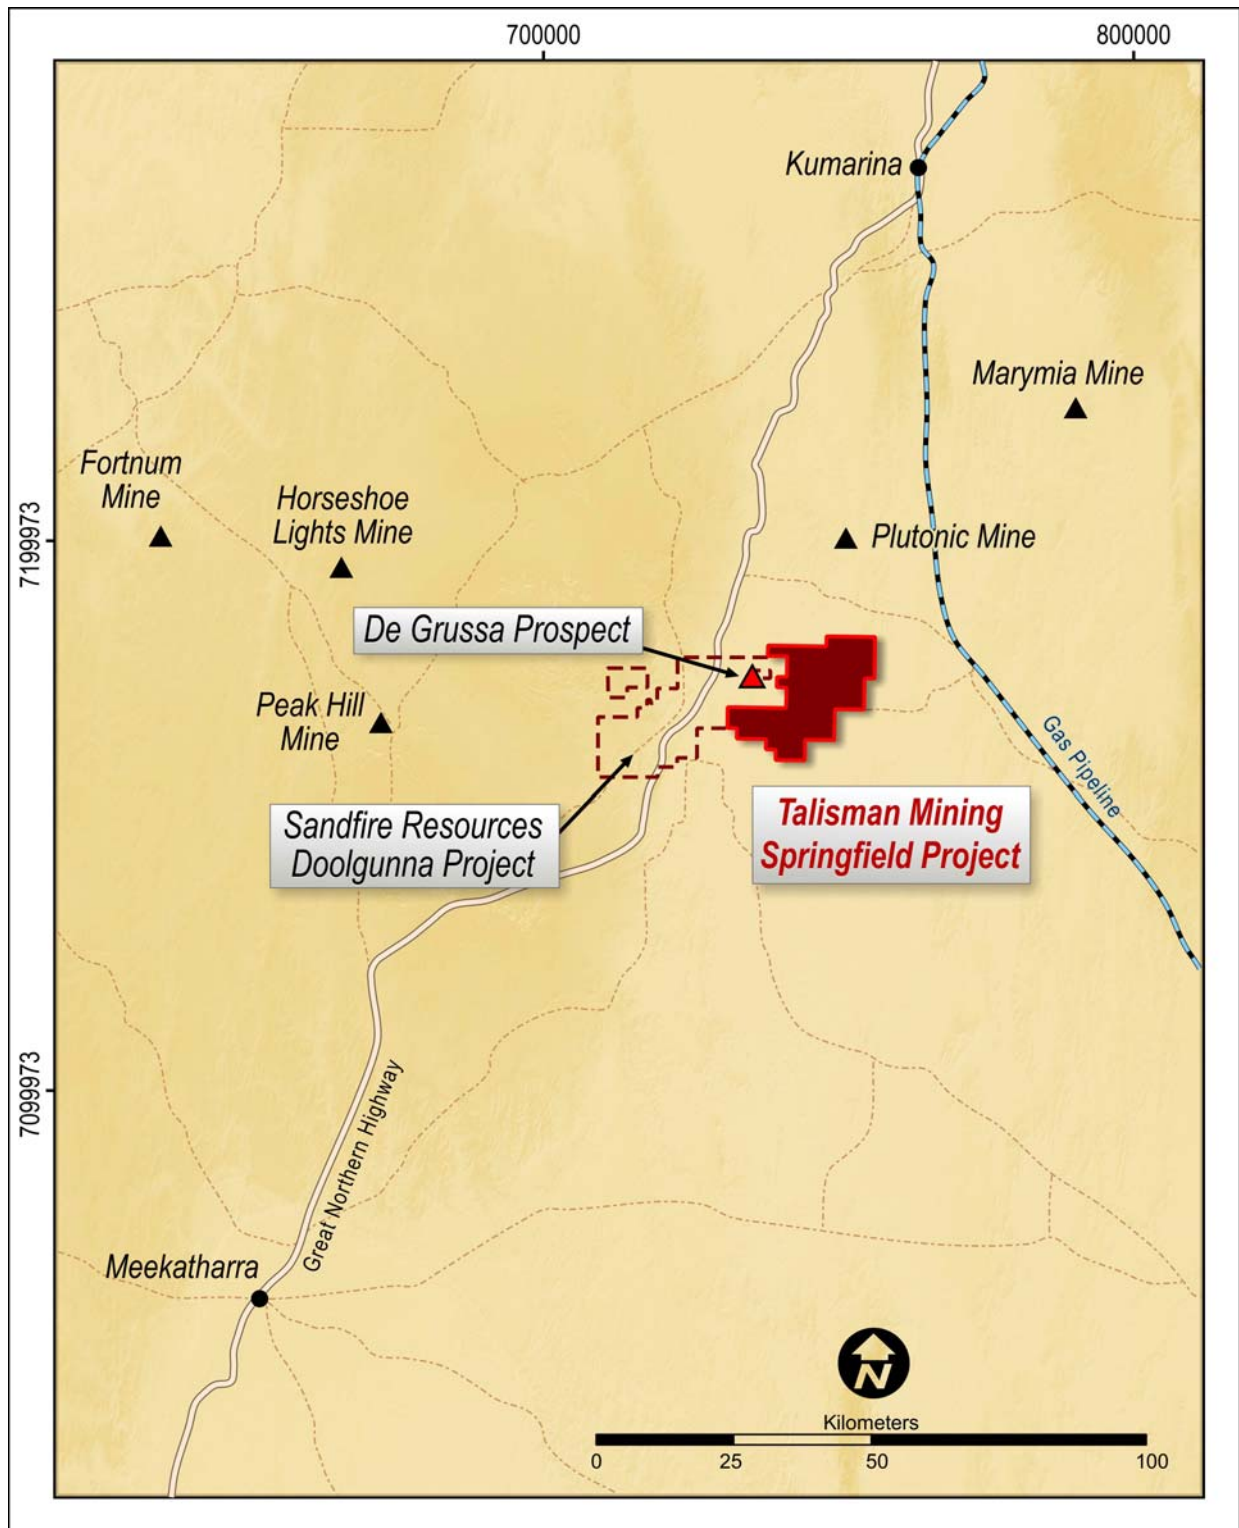 700000
800000
Kumarina
Marymia Mine
Fortnum
Mine
Horseshoe
Lights Mine
7199973
Plutonic Mine
De Grussa Prospect
Peak Hill
Mine
Gas Pipeline
Sandfire Resources
Doolgunna Project
Talisman Mining
Springfield Project
7099973
Great Northern Highway
Meekatharra
N
Kilometers
0 25 50 100